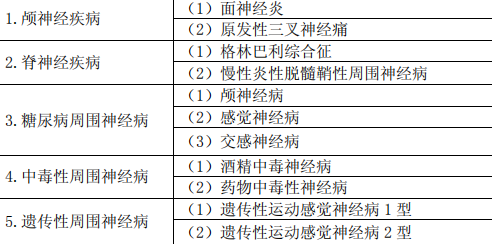 1.颅神经疾病
（1）面神经炎
（2）原发性三叉神经痛
2.脊神经疾病
（1）格林巴利综合征
（2）慢性炎性脱髓鞘性周围神经病
3.糖尿病周围神经病
（1）颅神经病
（2）感觉神经病
（3）交感神经病
4.中毒性周围神经病
（1）酒精中毒神经病
（2）药物中毒性神经病
5.遗传性周围神经病
（1）遗传性运动感觉神经病 1 型
（2）遗传性运动感觉神经病 2 型